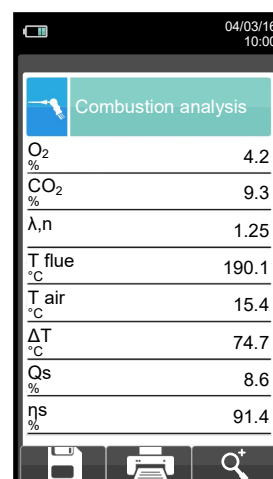 04/03/16
10:00
Combustion analysis
O₂
% 4.2
CO₂
% 9.3
λ,n 1.25
T flue
°C 190.1
T air
°C 15.4
ΔT
°C 74.7
Qs
% 8.6
ηs
% 91.4